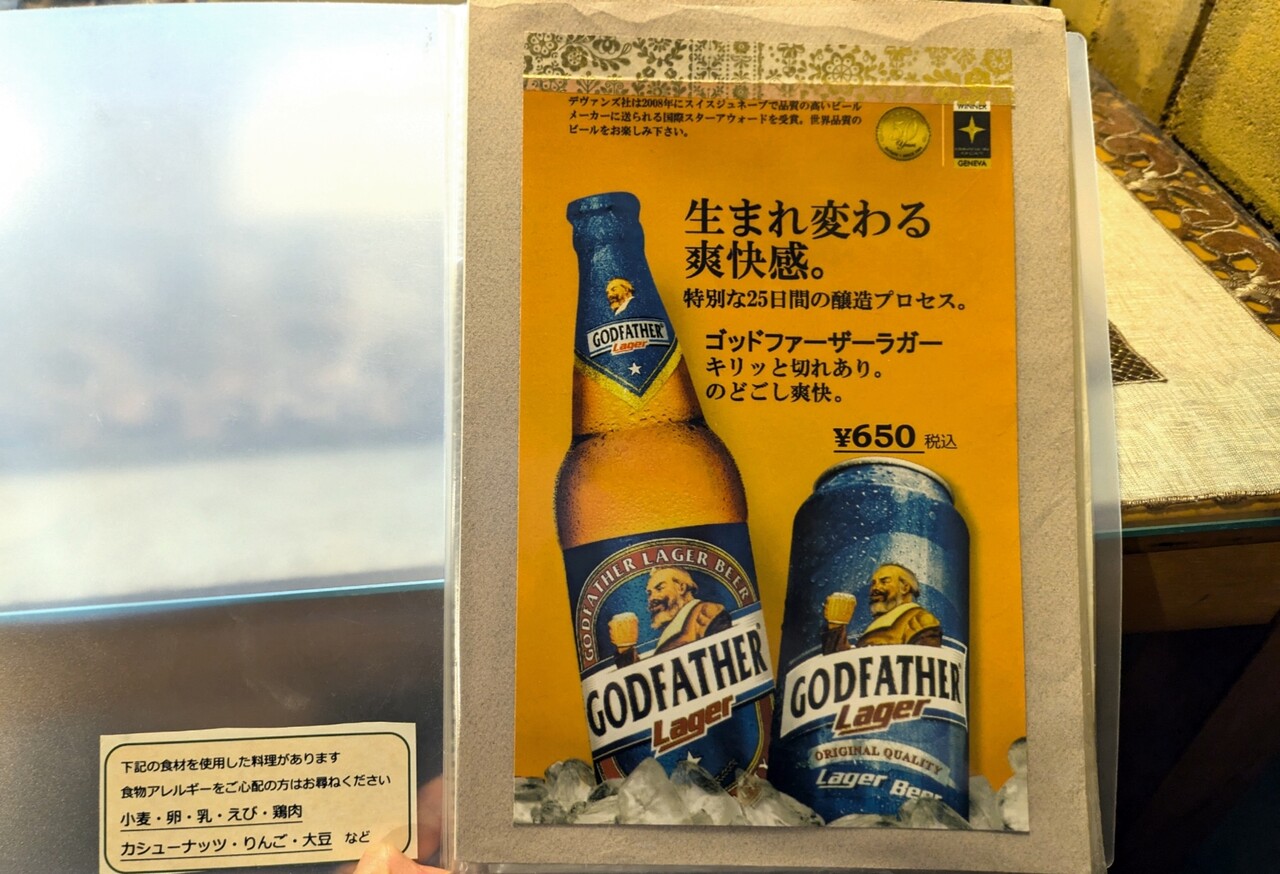 デヴァンズ社は2008年にスイスジュネーブで品質の高いビール
メーカーに送られる国際スターアウォードを受賞。世界品質の
ビールをお楽しみ下さい。
Years
WINNER
GENEVA
生まれ変わる
爽快感。
特別な25日間の醸造プロセス。
ゴッドファーザーラガー
キリッと切れあり。
のどごし爽快。
¥650 税込
GODFATHER
Lager
GODFATHER LAGER BEER
GODFATHER
Lager
GODFATHER
Lager
ORIGINAL QUALITY
Lager Beer
下記の食材を使用した料理があります
食物アレルギーをご心配の方はお尋ねください
小麦・卵・乳・えび・鶏肉
カシューナッツ・りんご・大豆 など